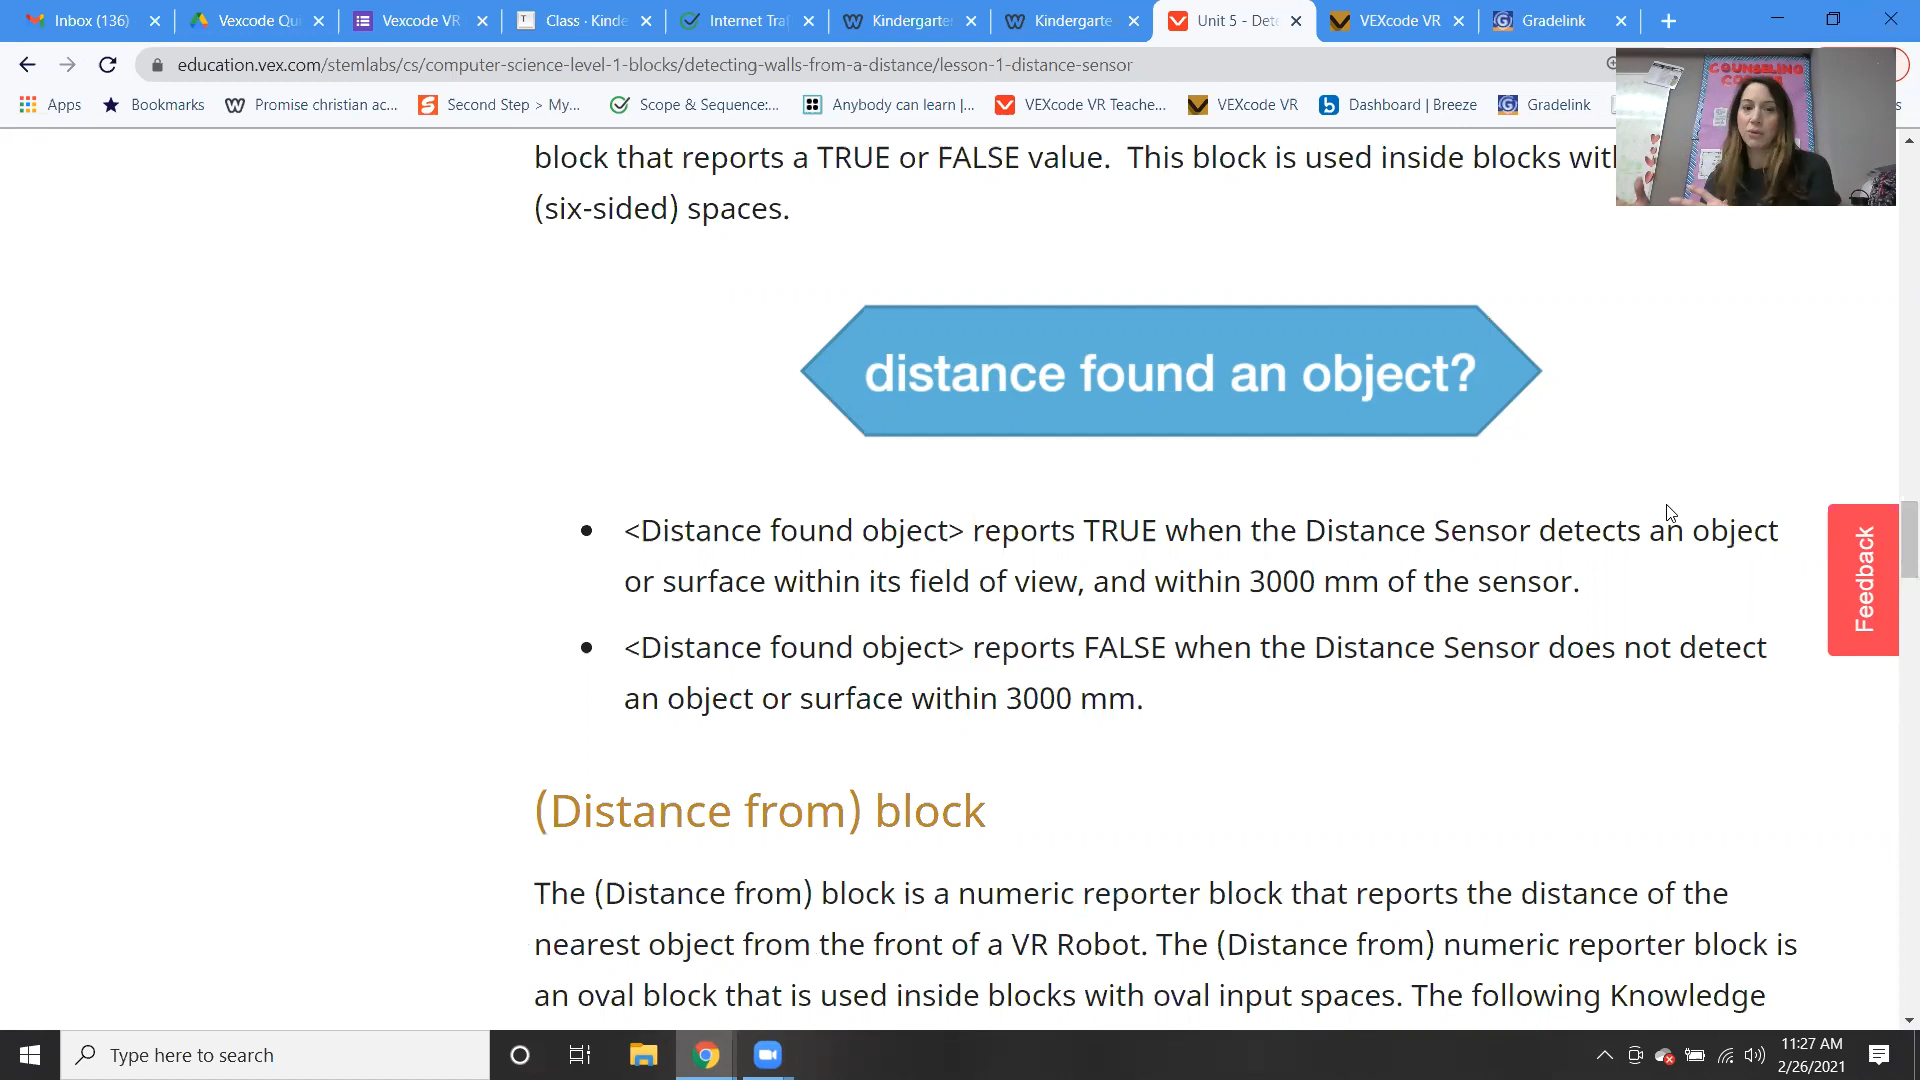 Inbox (136)
Vexcode Qui
Vexcode VR
Class · Kinde
Internet Tra
Kindergarte
Kindergarte
Unit 5 - Det
VEXcode VR
Gradelink
education.vex.com/stemlabs/cs/computer-science-level-1-blocks/detecting-walls-from-a-distance/lesson-1-distance-sensor
Apps
Bookmarks
Promise christian ac...
Second Step > My...
Scope & Sequence:...
Anybody can learn |...
VEXcode VR Teache...
VEXcode VR
Dashboard | Breeze
Gradelink
COUNSELING
block that reports a TRUE or FALSE value. This block is used inside blocks with
(six-sided) spaces.
distance found an object?
<Distance found object> reports TRUE when the Distance Sensor detects an object
or surface within its field of view, and within 3000 mm of the sensor.
<Distance found object> reports FALSE when the Distance Sensor does not detect
an object or surface within 3000 mm.
Feedback
(Distance from) block
The (Distance from) block is a numeric reporter block that reports the distance of the
nearest object from the front of a VR Robot. The (Distance from) numeric reporter block is
an oval block that is used inside blocks with oval input spaces. The following Knowledge
Type here to search
11:27 AM
2/26/2021